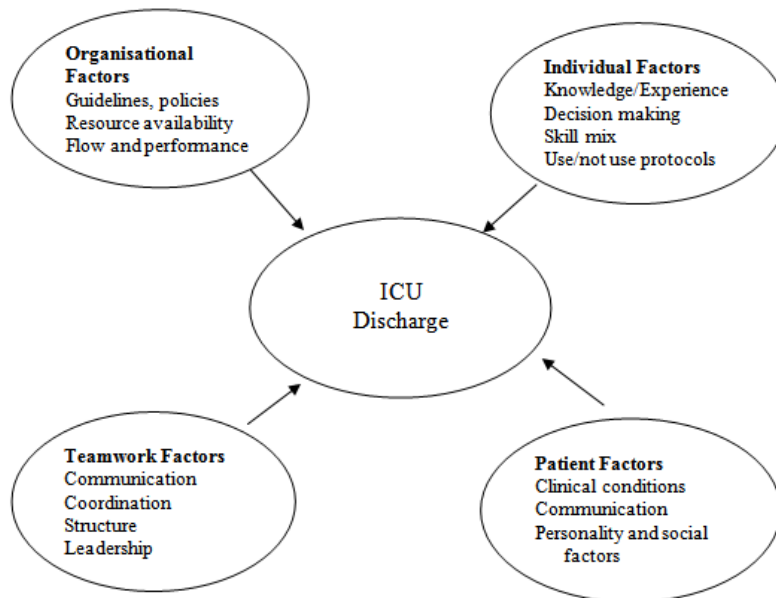 Organisational
Factors
Guidelines, policies
Resource availability
Flow and performance
Individual Factors
Knowledge/Experience
Decision making
Skill mix
Use/not use protocols
ICU
Discharge
Teamwork Factors
Communication
Coordination
Structure
Leadership
Patient Factors
Clinical conditions
Communication
Personality and social
factors